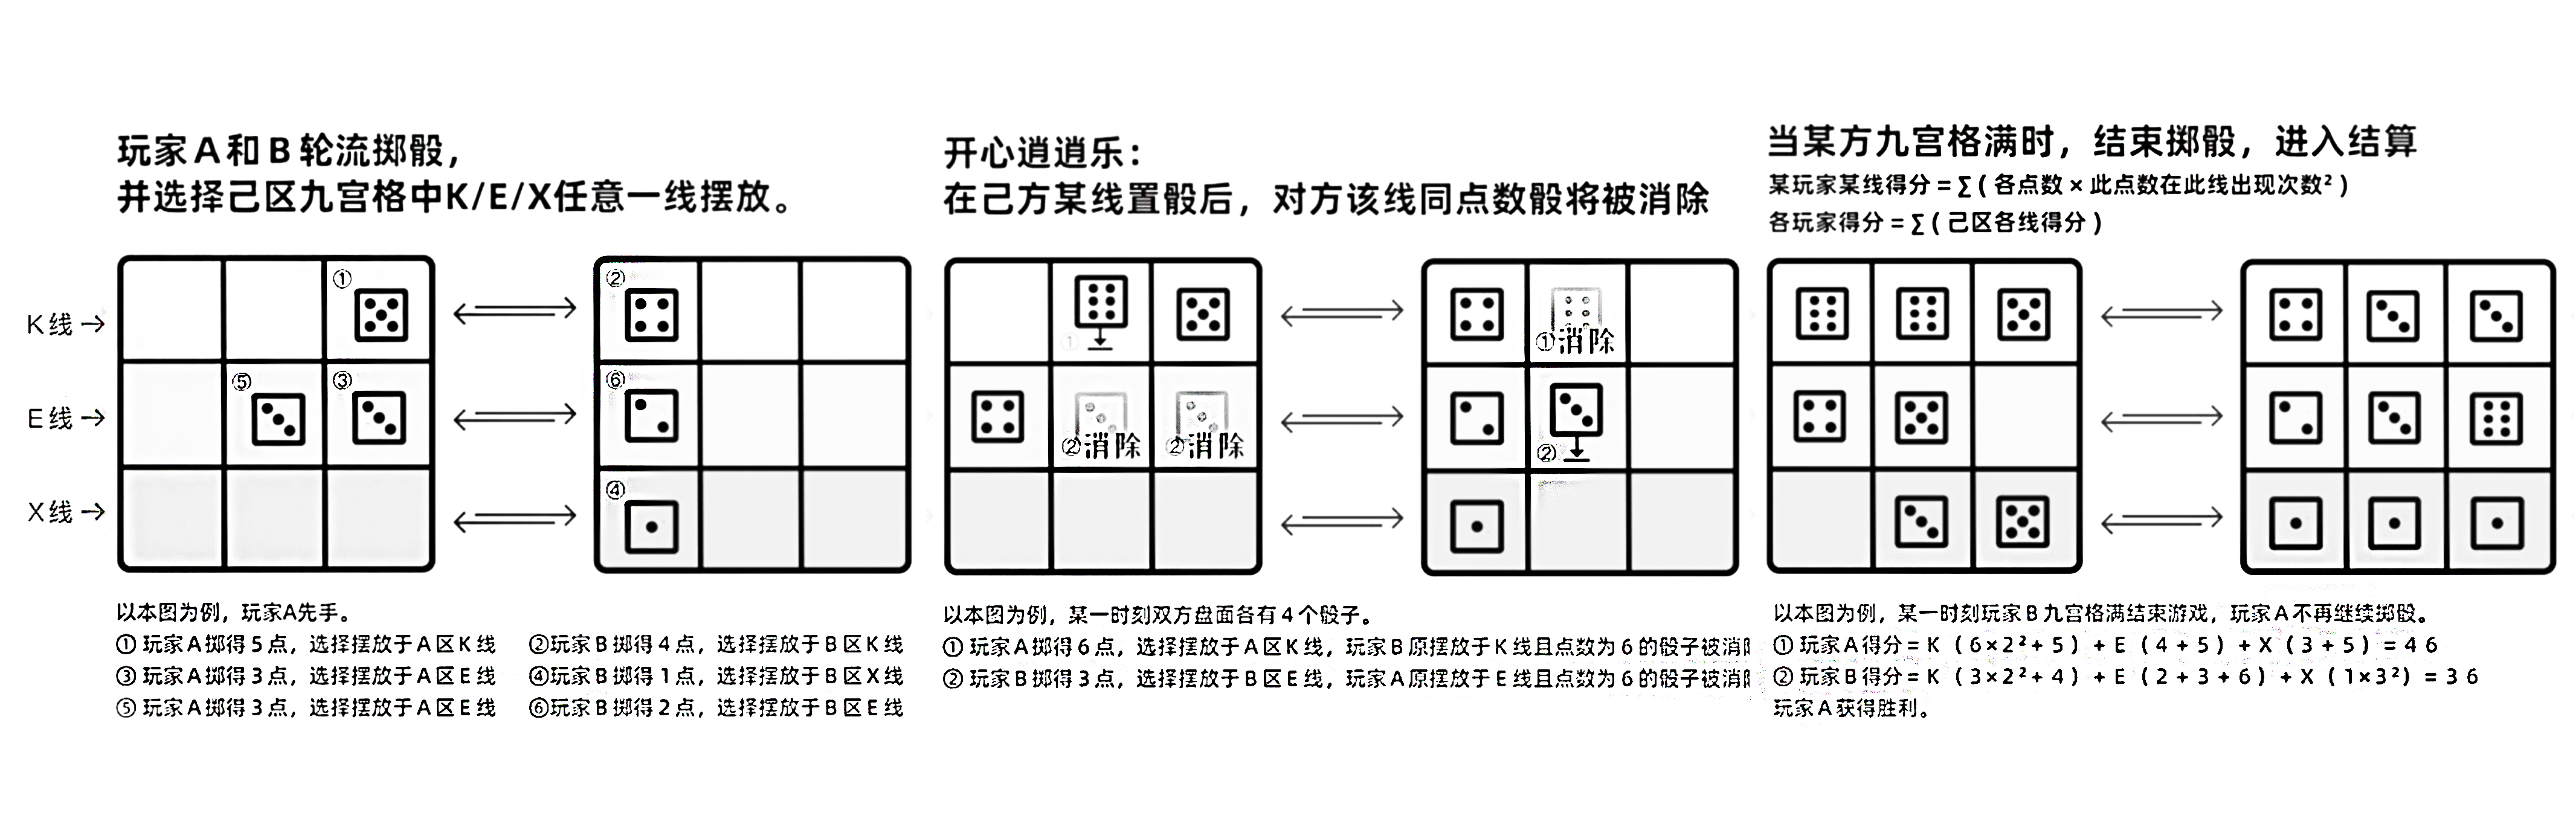 玩家A和B轮流掷骰，
并选择己区九宫格中K/E/X任意一线摆放。
K线→
E线→
X线→
①
②
⑤
③
⑥
④
以本图为例，玩家A先手。
①玩家A掷得5点，选择摆放于A区K线 ②玩家B掷得4点，选择摆放于B区K线
③玩家A掷得3点，选择摆放于A区E线 ④玩家B掷得1点，选择摆放于B区X线
⑤玩家A掷得3点，选择摆放于A区E线 ⑥玩家B掷得2点，选择摆放于B区E线
开心逍逍乐：
在己方某线置骰后，对方该线同点数骰将被消除
①
①消除
②消除
②消除
②
以本图为例，某一时刻双方盘面各有4个骰子。
①玩家A掷得6点，选择摆放于A区K线，玩家B原摆放于K线且点数为6的骰子被消
②玩家B掷得3点，选择摆放于B区E线，玩家A原摆放于E线且点数为6的骰子被消
当某方九宫格满时，结束掷骰，进入结算
某玩家某线得分=∑(各点数×此点数在此线出现次数²)
各玩家得分=∑(己区各线得分)
以本图为例，某一时刻玩家B九宫格满结束游戏，玩家A不再继续掷骰。
①玩家A得分=K（6×2²+5）+E（4+5）+X（3+5）=46
②玩家B得分=K（3×2²+4）+E（2+3+6）+X（1×3²）=36
玩家A获得胜利。